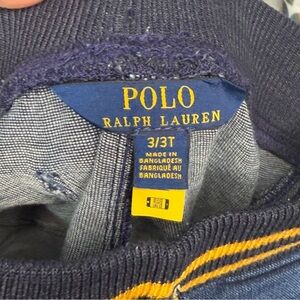 POLO
RALPH LAUREN
3/3T
MADE IN
BANGLADESH
FABRIQUÉ AU
BANGLADESH